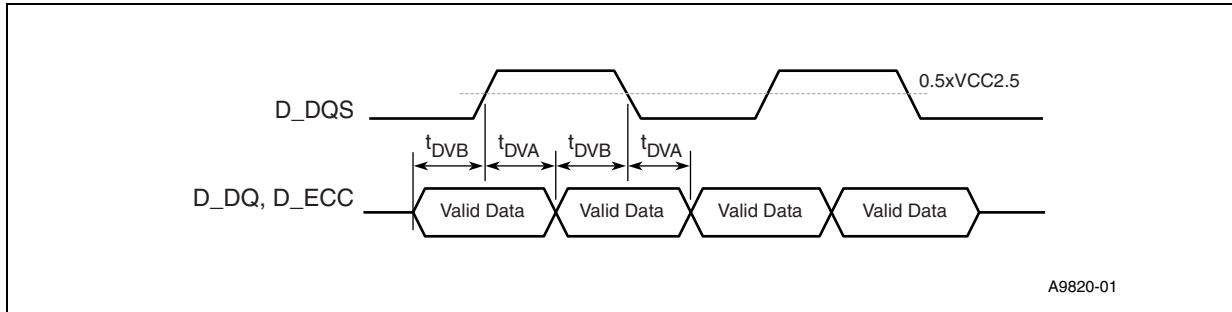 0.5xVCC2.5
D_DQS
tDVB tDVA tDVB tDVA
D_DQ, D_ECC
Valid Data Valid Data Valid Data Valid Data
A9820-01